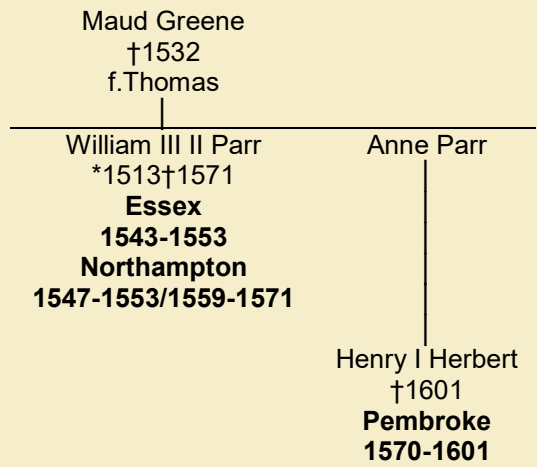 Maud Greene
†1532
f.Thomas
William III II Parr
*1513†1571
Essex
1543-1553
Northampton
1547-1553/1559-1571
Anne Parr
Henry I Herbert
†1601
Pembroke
1570-1601